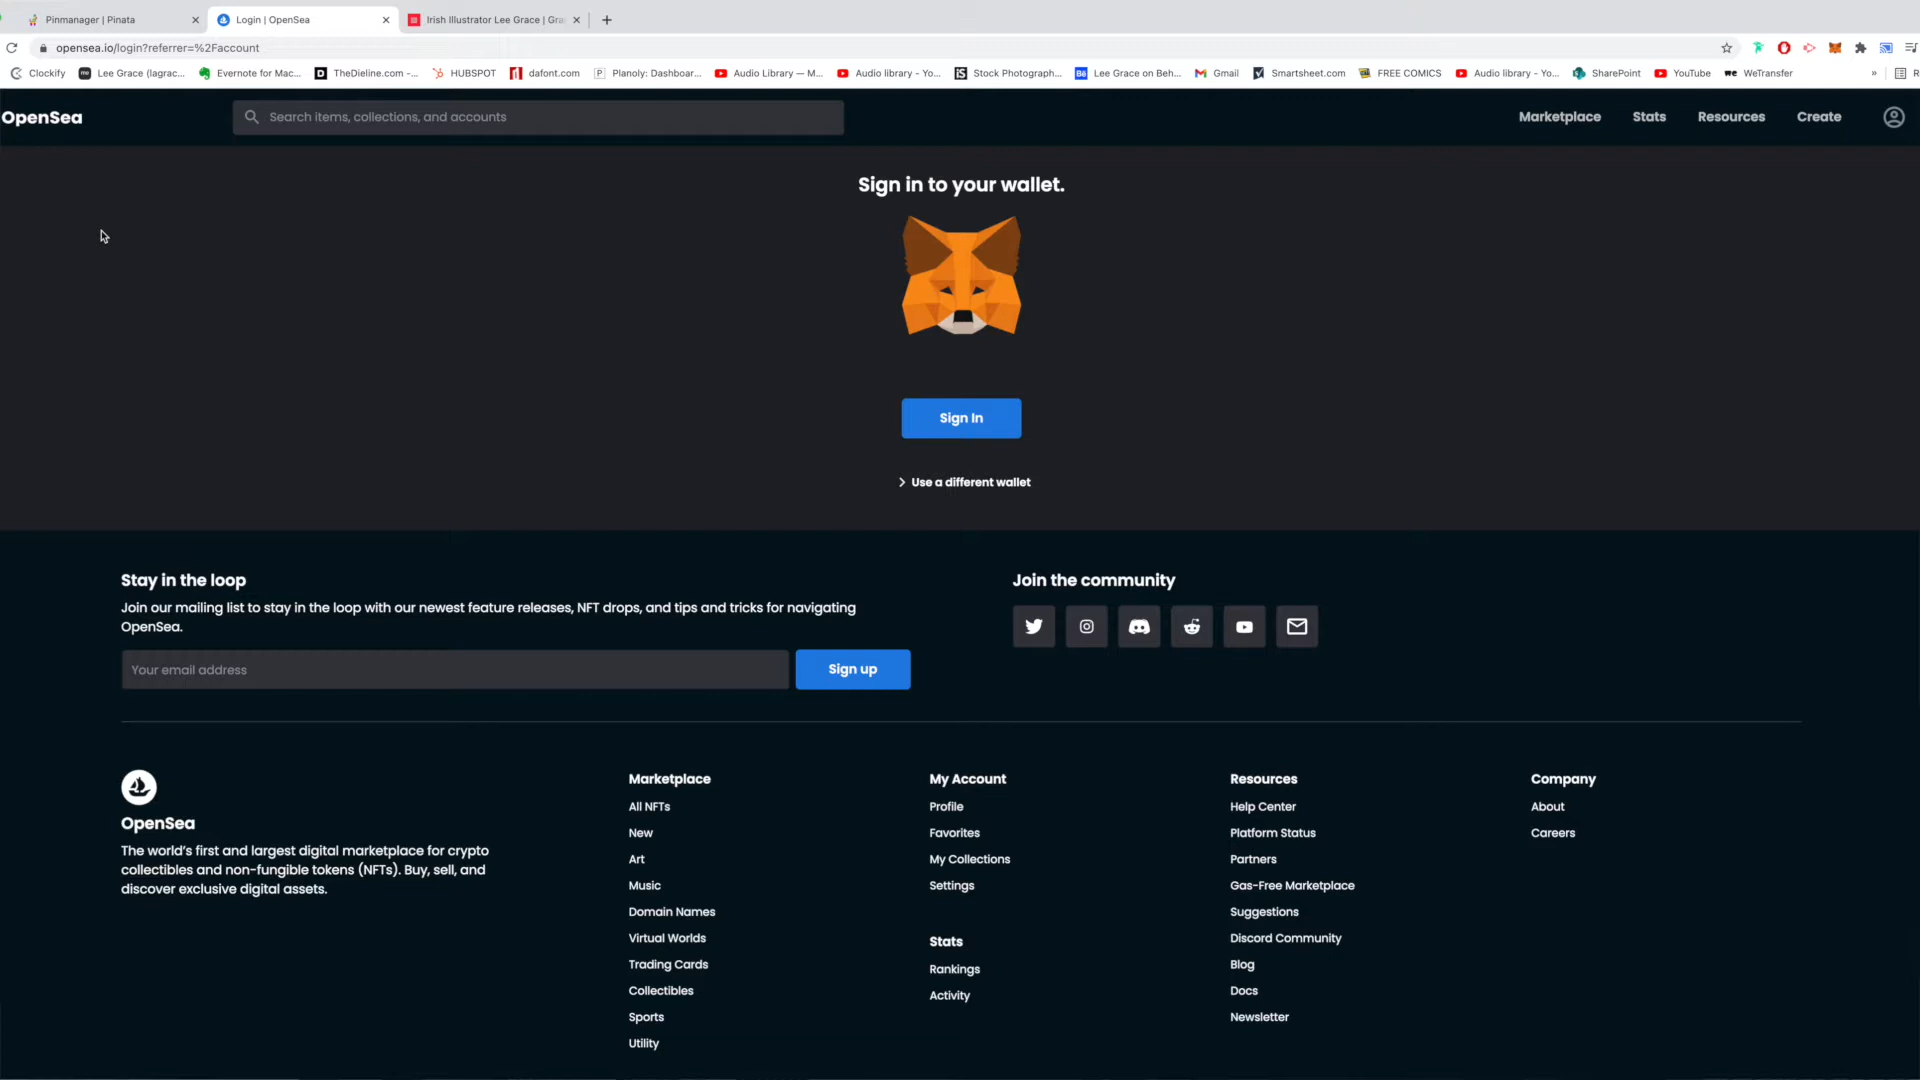 Pinmanager | Pinata
Login | OpenSea
Irish Illustrator Lee Grace | Gra
opensea.io/login?referrer=%2Faccount
Clockify
Lee Grace (lagrac...
Evernote for Mac...
TheDieline.com -...
HUBSPOT
dafont.com
Planoly: Dashboar...
Audio Library — M...
Audio library - Yo...
Stock Photograph...
Lee Grace on Beh...
Gmail
Smartsheet.com
FREE COMICS
Audio library - Yo...
SharePoint
YouTube
WeTransfer
»
R
OpenSea
Search items, collections, and accounts
Marketplace
Stats
Resources
Create
Sign in to your wallet.
Sign In
Use a different wallet
Stay in the loop
Join our mailing list to stay in the loop with our newest feature releases, NFT drops, and tips and tricks for navigating
OpenSea.
Your email address
Sign up
Join the community
OpenSea
The world's first and largest digital marketplace for crypto
collectibles and non-fungible tokens (NFTs). Buy, sell, and
discover exclusive digital assets.
Marketplace
All NFTs
New
Art
Music
Domain Names
Virtual Worlds
Trading Cards
Collectibles
Sports
Utility
My Account
Profile
Favorites
My Collections
Settings
Stats
Rankings
Activity
Resources
Help Center
Platform Status
Partners
Gas-Free Marketplace
Suggestions
Discord Community
Blog
Docs
Newsletter
Company
About
Careers